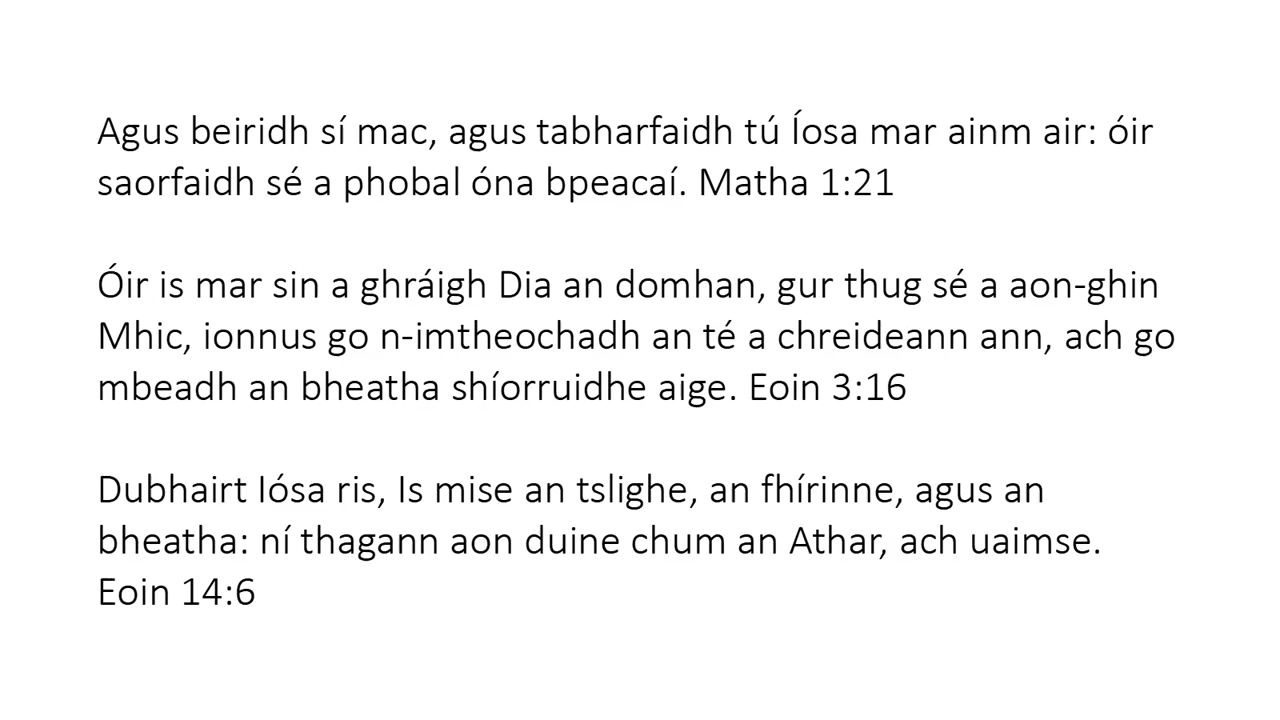 Agus beiridh sí mac, agus tabharfaidh tú Íosa mar ainm air: óir
saorfaidh sé a phobal óna bpeacaí. Matha 1:21
Óir is mar sin a ghráigh Dia an domhan, gur thug sé a aon-ghin
Mhic, ionnus go n-imtheochadh an té a chreideann ann, ach go
mbeadh an bheatha shíorruidhe aige. Eoin 3:16
Dubhairt Iósa ris, Is mise an tslighe, an fhírinne, agus an
bheatha: ní thagann aon duine chum an Athar, ach uaimse.
Eoin 14:6